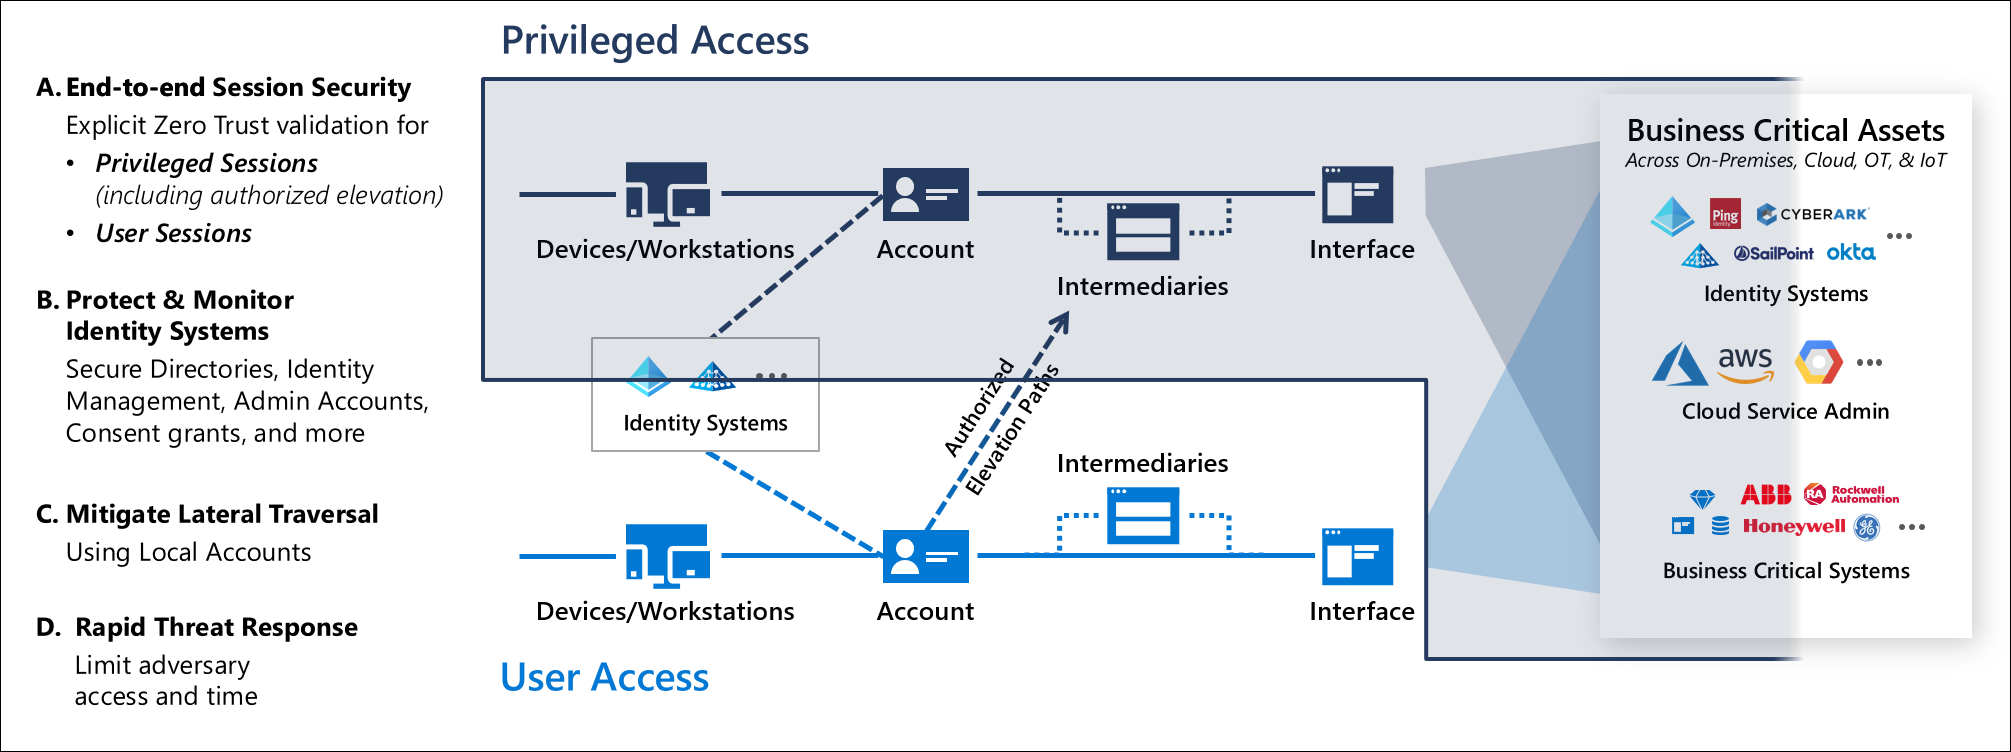 Privileged Access
A. End-to-end Session Security
Explicit Zero Trust validation for
• Privileged Sessions
(including authorized elevation)
• User Sessions
B. Protect & Monitor
Identity Systems
Secure Directories, Identity
Management, Admin Accounts,
Consent grants, and more
C. Mitigate Lateral Traversal
Using Local Accounts
D. Rapid Threat Response
Limit adversary
access and time
Devices/Workstations
Account
Intermediaries
Interface
Identity Systems
Authorized
Elevation Paths
Intermediaries
Devices/Workstations
Account
Interface
User Access
Business Critical Assets
Across On-Premises, Cloud, OT, & IoT
Ping
Identity
CYBERARK
SailPoint
okta
Identity Systems
aws
Cloud Service Admin
ABB
RA
Rockwell
Automation
Honeywell
GE
Business Critical Systems